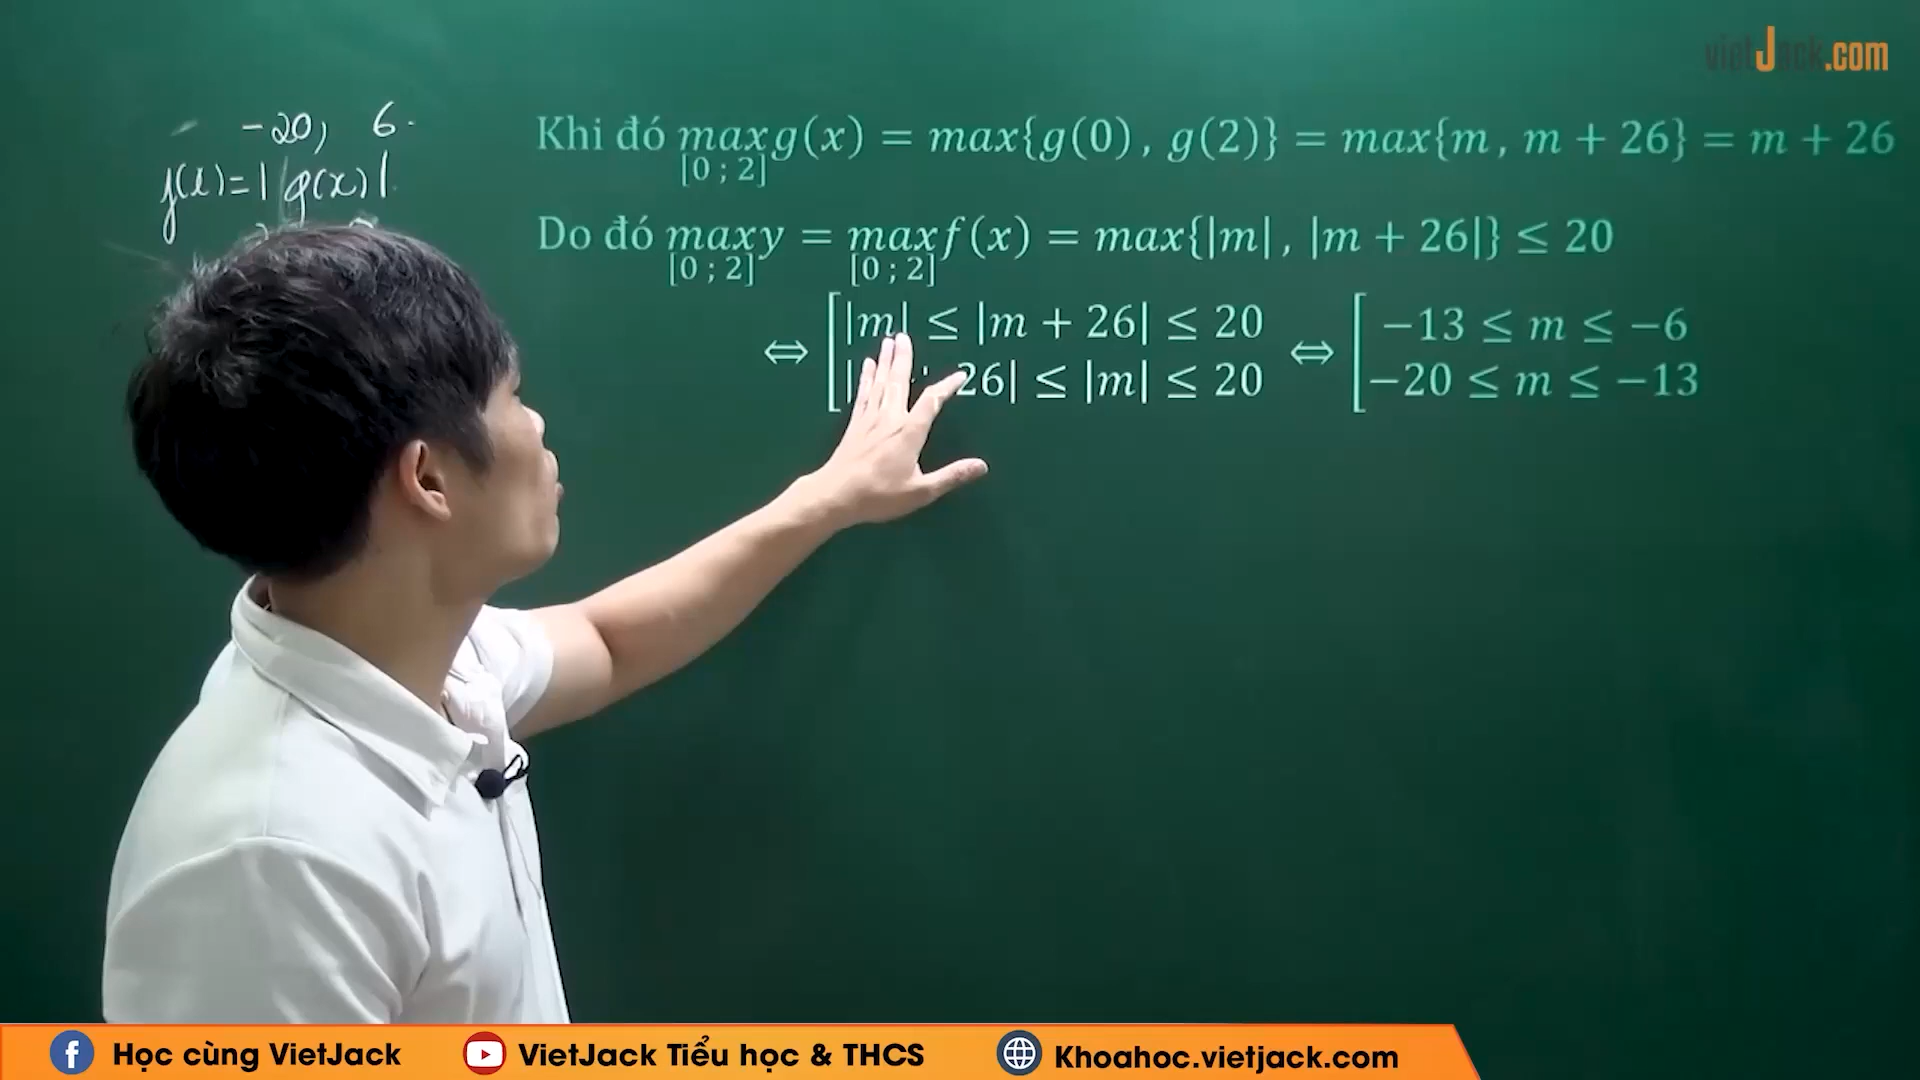 vietJack.com
-20, 6.
f(x)=|g(x)|
Khi đó max g(x) = max{g(0), g(2)} = max{m, m + 26} = m + 26
[0 ; 2]
Do đó max y = max f(x) = max{|m|, |m + 26|} ≤ 20
[0 ; 2] [0 ; 2]
⇔ [ |m| ≤ |m + 26| ≤ 20 ⇔ [ −13 ≤ m ≤ −6
26| ≤ |m| ≤ 20 −20 ≤ m ≤ −13
Học cùng VietJack VietJack Tiểu học & THCS Khoahoc.vietjack.com